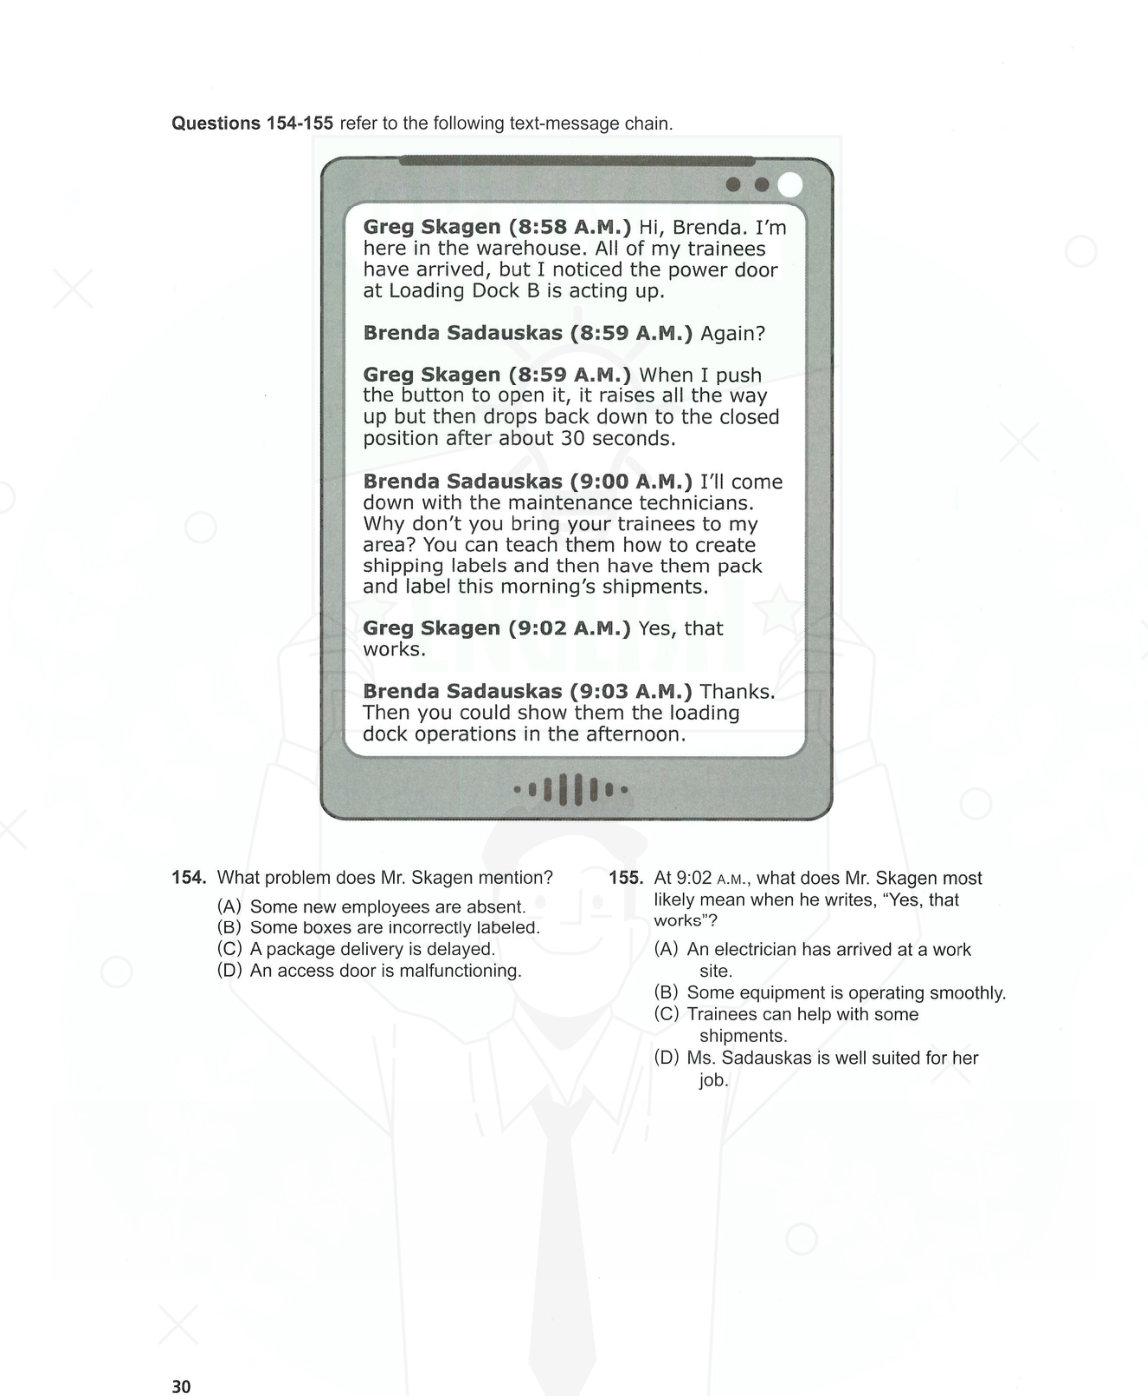 Questions 154-155 refer to the following text-message chain.
Greg Skagen (8:58 A.M.) Hi, Brenda. I'm
here in the warehouse. All of my trainees
have arrived, but I noticed the power door
at Loading Dock B is acting up.
Brenda Sadauskas (8:59 A.M.) Again?
Greg Skagen (8:59 A.M.) When I push
the button to open it, it raises all the way
up but then drops back down to the closed
position after about 30 seconds.
Brenda Sadauskas (9:00 A.M.) I'll come
down with the maintenance technicians.
Why don't you bring your trainees to my
area? You can teach them how to create
shipping labels and then have them pack
and label this morning's shipments.
Greg Skagen (9:02 A.M.) Yes, that
works.
Brenda Sadauskas (9:03 A.M.) Thanks.
Then you could show them the loading
dock operations in the afternoon.
154. What problem does Mr. Skagen mention?
(A) Some new employees are absent.
(B) Some boxes are incorrectly labeled.
(C) A package delivery is delayed.
(D) An access door is malfunctioning.
155. At 9:02 A.M., what does Mr. Skagen most
likely mean when he writes, “Yes, that
works”?
(A) An electrician has arrived at a work
site.
(B) Some equipment is operating smoothly.
(C) Trainees can help with some
shipments.
(D) Ms. Sadauskas is well suited for her
job.
ENGLISH
30